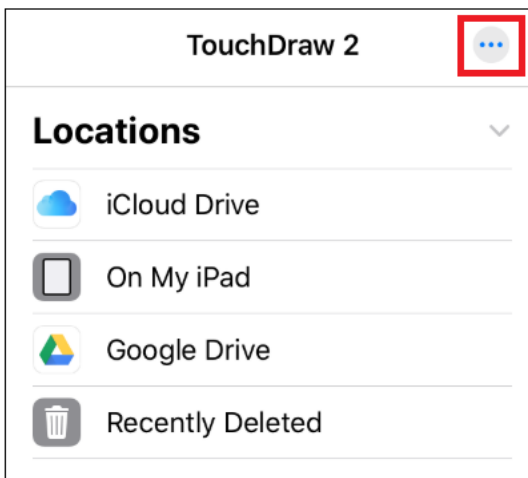 TouchDraw 2
Locations
iCloud Drive
On My iPad
Google Drive
Recently Deleted